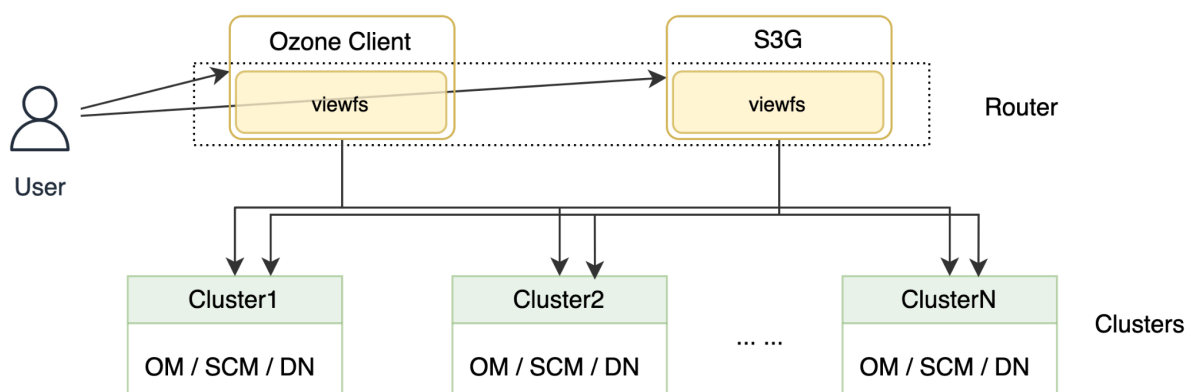 Ozone Client
S3G
viewfs
viewfs
Router
User
Cluster1
Cluster2
ClusterN
Clusters
... ...
OM / SCM / DN
OM / SCM / DN
OM / SCM / DN